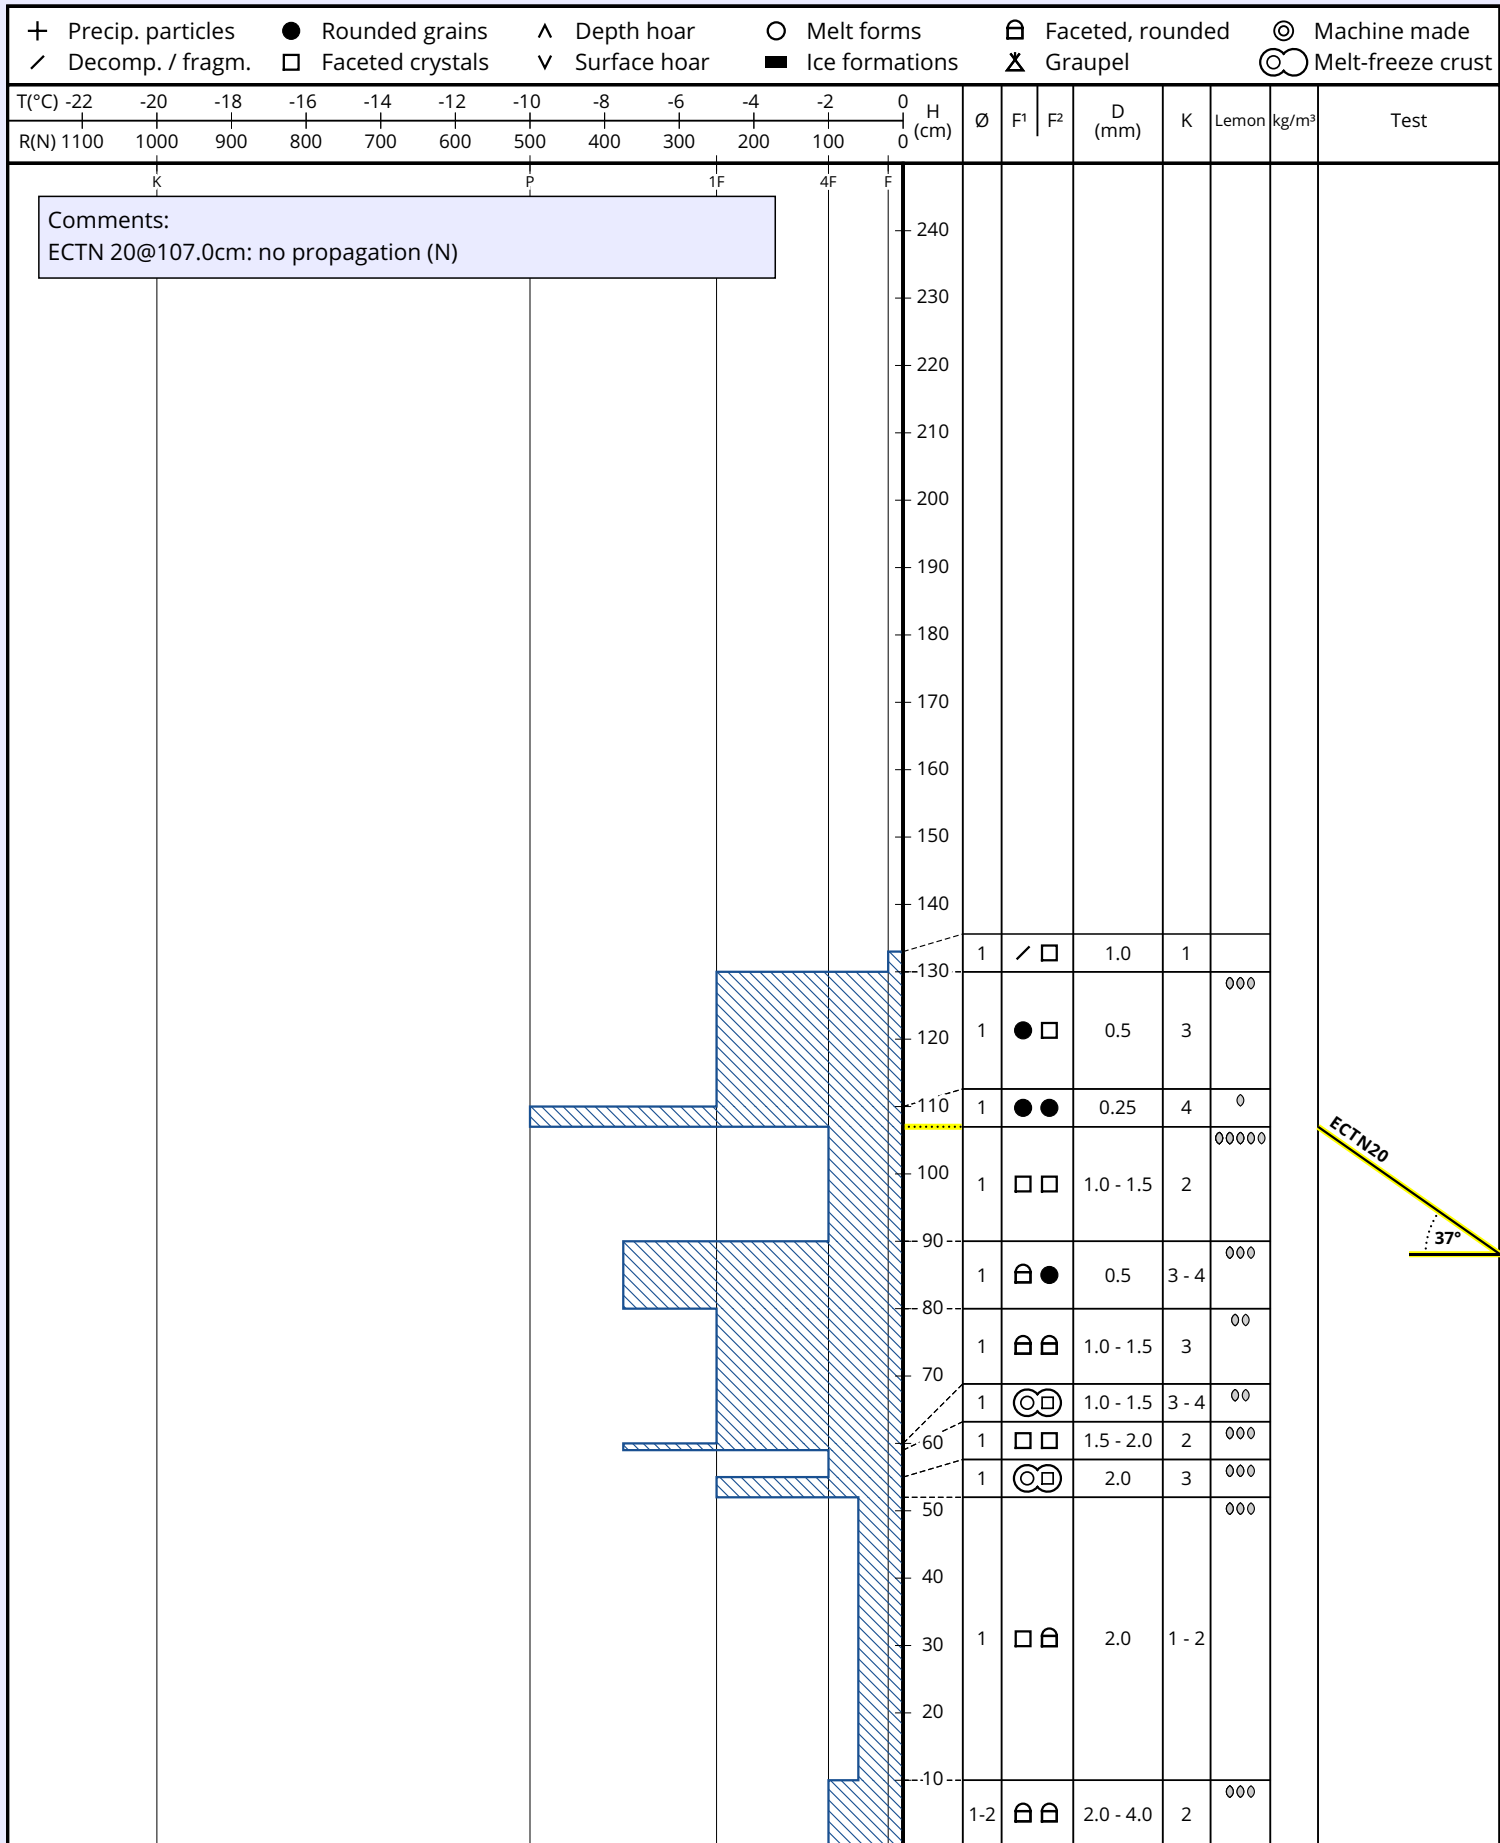 Precip. particles Rounded grains Depth hoar Melt forms Faceted, rounded Machine made
Decomp. / fragm. Faceted crystals Surface hoar Ice formations Graupel Melt-freeze crust
T(°C) -22 -20 -18 -16 -14 -12 -10 -8 -6 -4 -2 0
R(N) 1100 1000 900 800 700 600 500 400 300 200 100 0
H (cm) Ø F¹ F² D (mm) K Lemon kg/m³ Test
K P 1F 4F F
Comments:
ECTN 20@107.0cm: no propagation (N)
240
230
220
210
200
190
180
170
160
150
140
1 1.0 1
130
120 1 0.5 3
110 1 0.25 4
ECTN20
100 1 1.0 - 1.5 2
90 37°
1 0.5 3 - 4
80
1 1.0 - 1.5 3
70
1 1.0 - 1.5 3 - 4
60 1 1.5 - 2.0 2
1 2.0 3
50
40
30 1 2.0 1 - 2
20
10
1-2 2.0 - 4.0 2